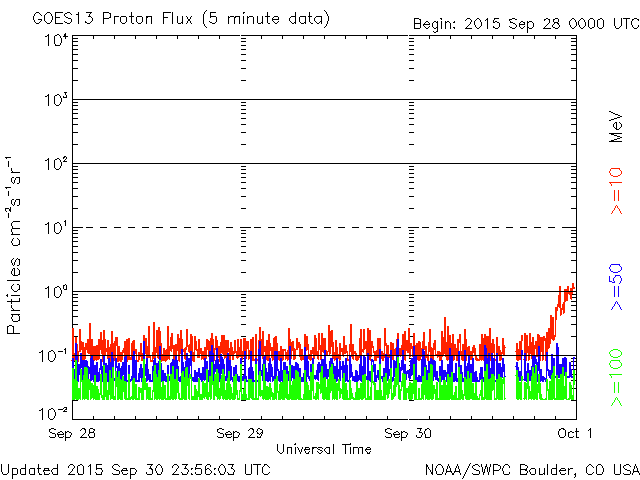 GOES13 Proton Flux (5 minute data)
Begin: 2015 Sep 28 0000 UTC
10⁴
10³
10²
10¹
10⁰
10⁻¹
10⁻²
Particles cm⁻²s⁻¹sr⁻¹
MeV
>=10
>=50
>=100
Sep 28
Sep 29
Sep 30
Oct 1
Universal Time
Updated 2015 Sep 30 23:56:03 UTC
NOAA/SWPC Boulder, CO USA